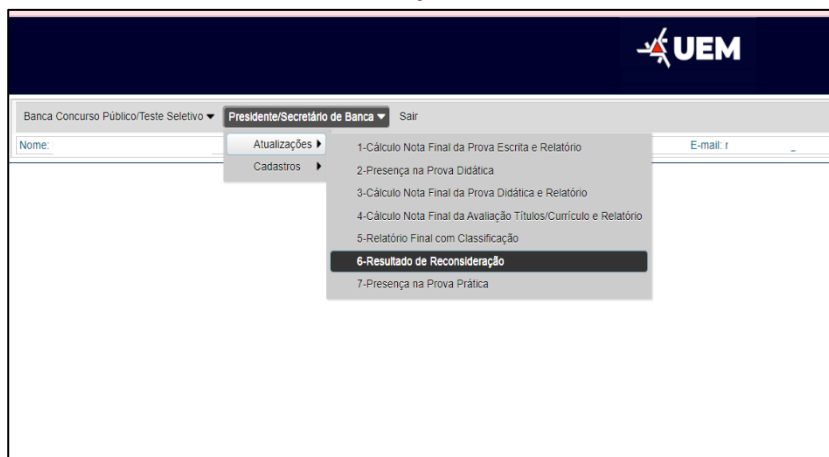 UEM
Banca Concurso Público/Teste Seletivo Presidente/Secretário de Banca Sair
Nome: E-mail: r _
Atualizações
Cadastros
1-Cálculo Nota Final da Prova Escrita e Relatório
2-Presença na Prova Didática
3-Cálculo Nota Final da Prova Didática e Relatório
4-Cálculo Nota Final da Avaliação Títulos/Currículo e Relatório
5-Relatório Final com Classificação
6-Resultado de Reconsideração
7-Presença na Prova Prática